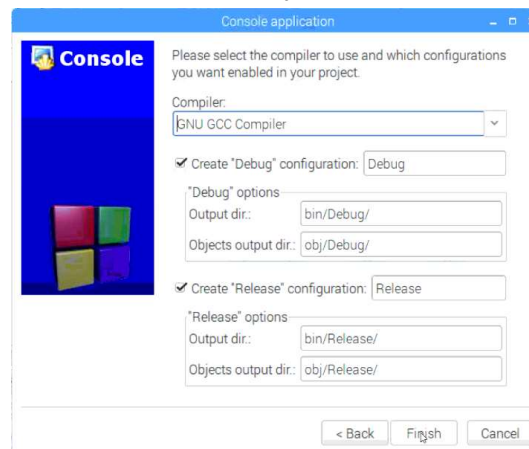 Console application
Console
Please select the compiler to use and which configurations
you want enabled in your project.
Compiler:
GNU GCC Compiler
Create "Debug" configuration: Debug
"Debug" options
Output dir.: bin/Debug/
Objects output dir.: obj/Debug/
Create "Release" configuration: Release
"Release" options
Output dir.: bin/Release/
Objects output dir.: obj/Release/
< Back Finish Cancel